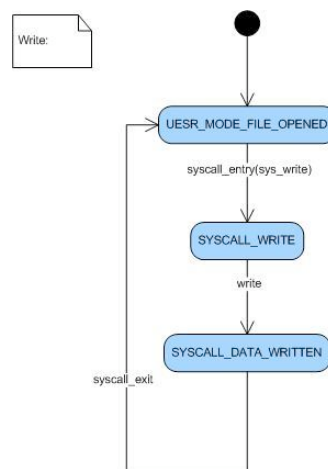 Write:
UESR_MODE_FILE_OPENED
syscall_entry(sys_write)
SYSCALL_WRITE
write
SYSCALL_DATA_WRITTEN
syscall_exit